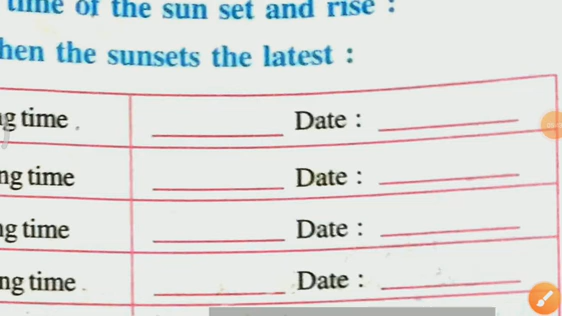 time of the sun set and rise :
hen the sunsets the latest :
g time. Date :
ng time Date :
g time Date :
ng time. Date :